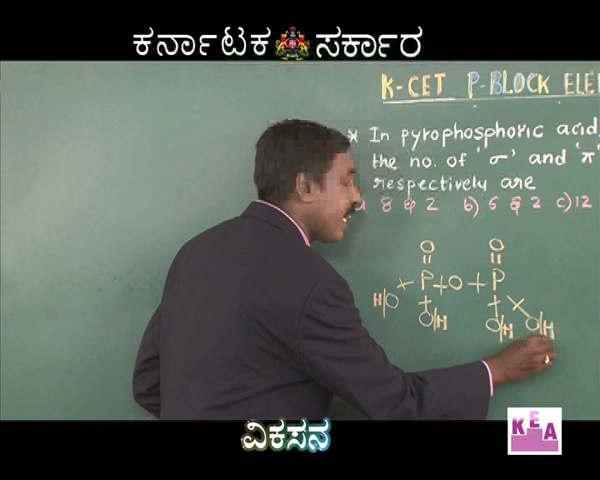 ಕರ್ನಾಟಕ ಸರ್ಕಾರ
K-CET P-BLOCK ELE
* In pyrophosphoric acid,
the no. of 'σ' and 'π'
respectively are
a 8 & 2 b) 6 & 2 c) 12
O O
|| ||
P O P
H O
O H O H O H
ವಿಕಸನ
KEA